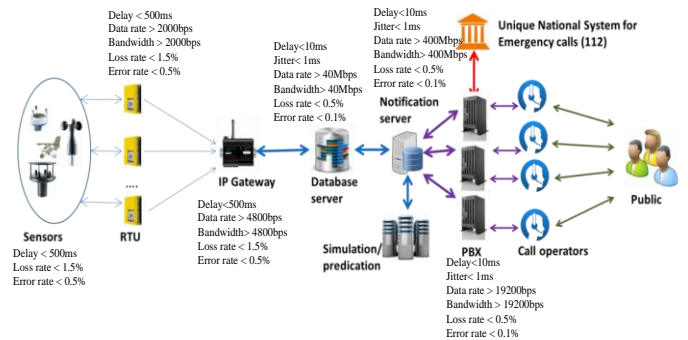 Delay < 500ms
Data rate > 2000bps
Bandwidth > 2000bps
Loss rate < 1.5%
Error rate < 0.5%
Delay<10ms
Jitter< 1ms
Data rate > 40Mbps
Bandwidth> 40Mbps
Loss rate < 0.5%
Error rate < 0.1%
Delay<10ms
Jitter< 1ms
Data rate > 400Mbps
Bandwidth> 400Mbps
Loss rate < 0.5%
Error rate < 0.1%
Unique National System for
Emergency calls (112)
Notification
server
IP Gateway
Database
server
....
Sensors
RTU
Delay < 500ms
Loss rate < 1.5%
Error rate < 0.5%
Delay<500ms
Data rate > 4800bps
Bandwidth> 4800bps
Loss rate < 1.5%
Error rate < 0.5%
Simulation/
predication
PBX
Call operators
Public
Delay<10ms
Jitter< 1ms
Data rate > 19200bps
Bandwidth > 19200bps
Loss rate < 0.5%
Error rate < 0.1%